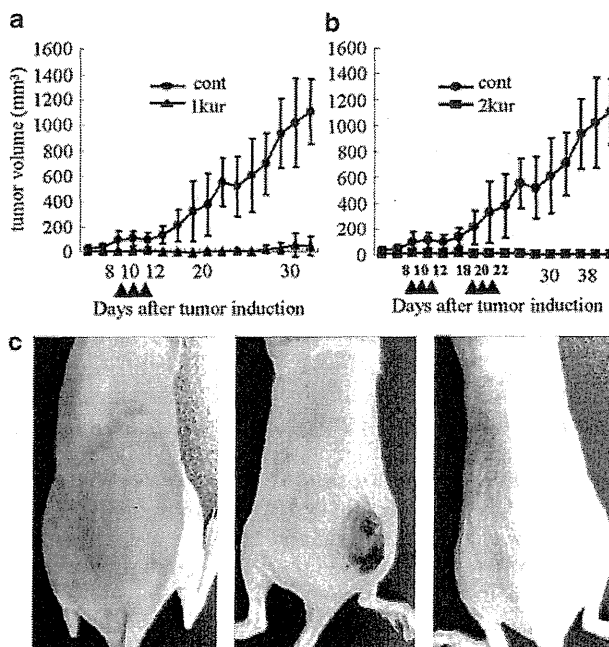 a
1600
1400
1200
1000
800
600
400
200
0
tumor volume (mm³)
cont
1kur
8 10 12 20 30
Days after tumor induction
b
1600
1400
1200
1000
800
600
400
200
0
cont
2kur
8 10 12 18 20 22 30 38
Days after tumor induction
c